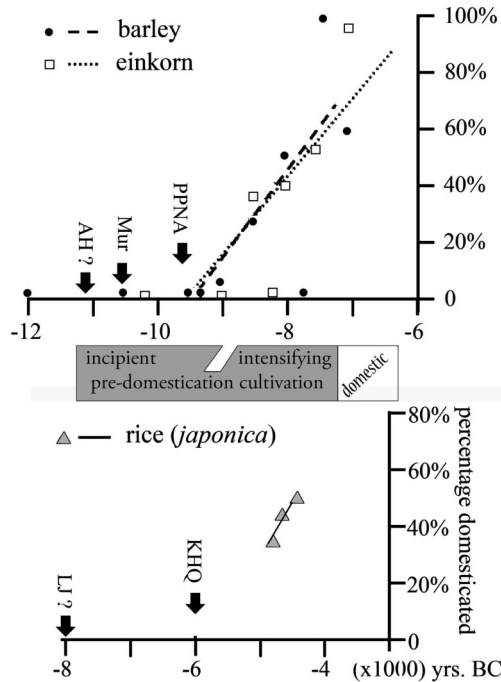 barley
einkorn
100%
80%
60%
40%
20%
0
AH ?
Mur
PPNA
-12
-10
-8
-6
incipient
intensifying
pre-domestication cultivation
domestic
rice (japonica)
80%
60%
40%
20%
0
percentage domesticated
LJ ?
KHQ
-8
-6
-4
(x1000) yrs. BC